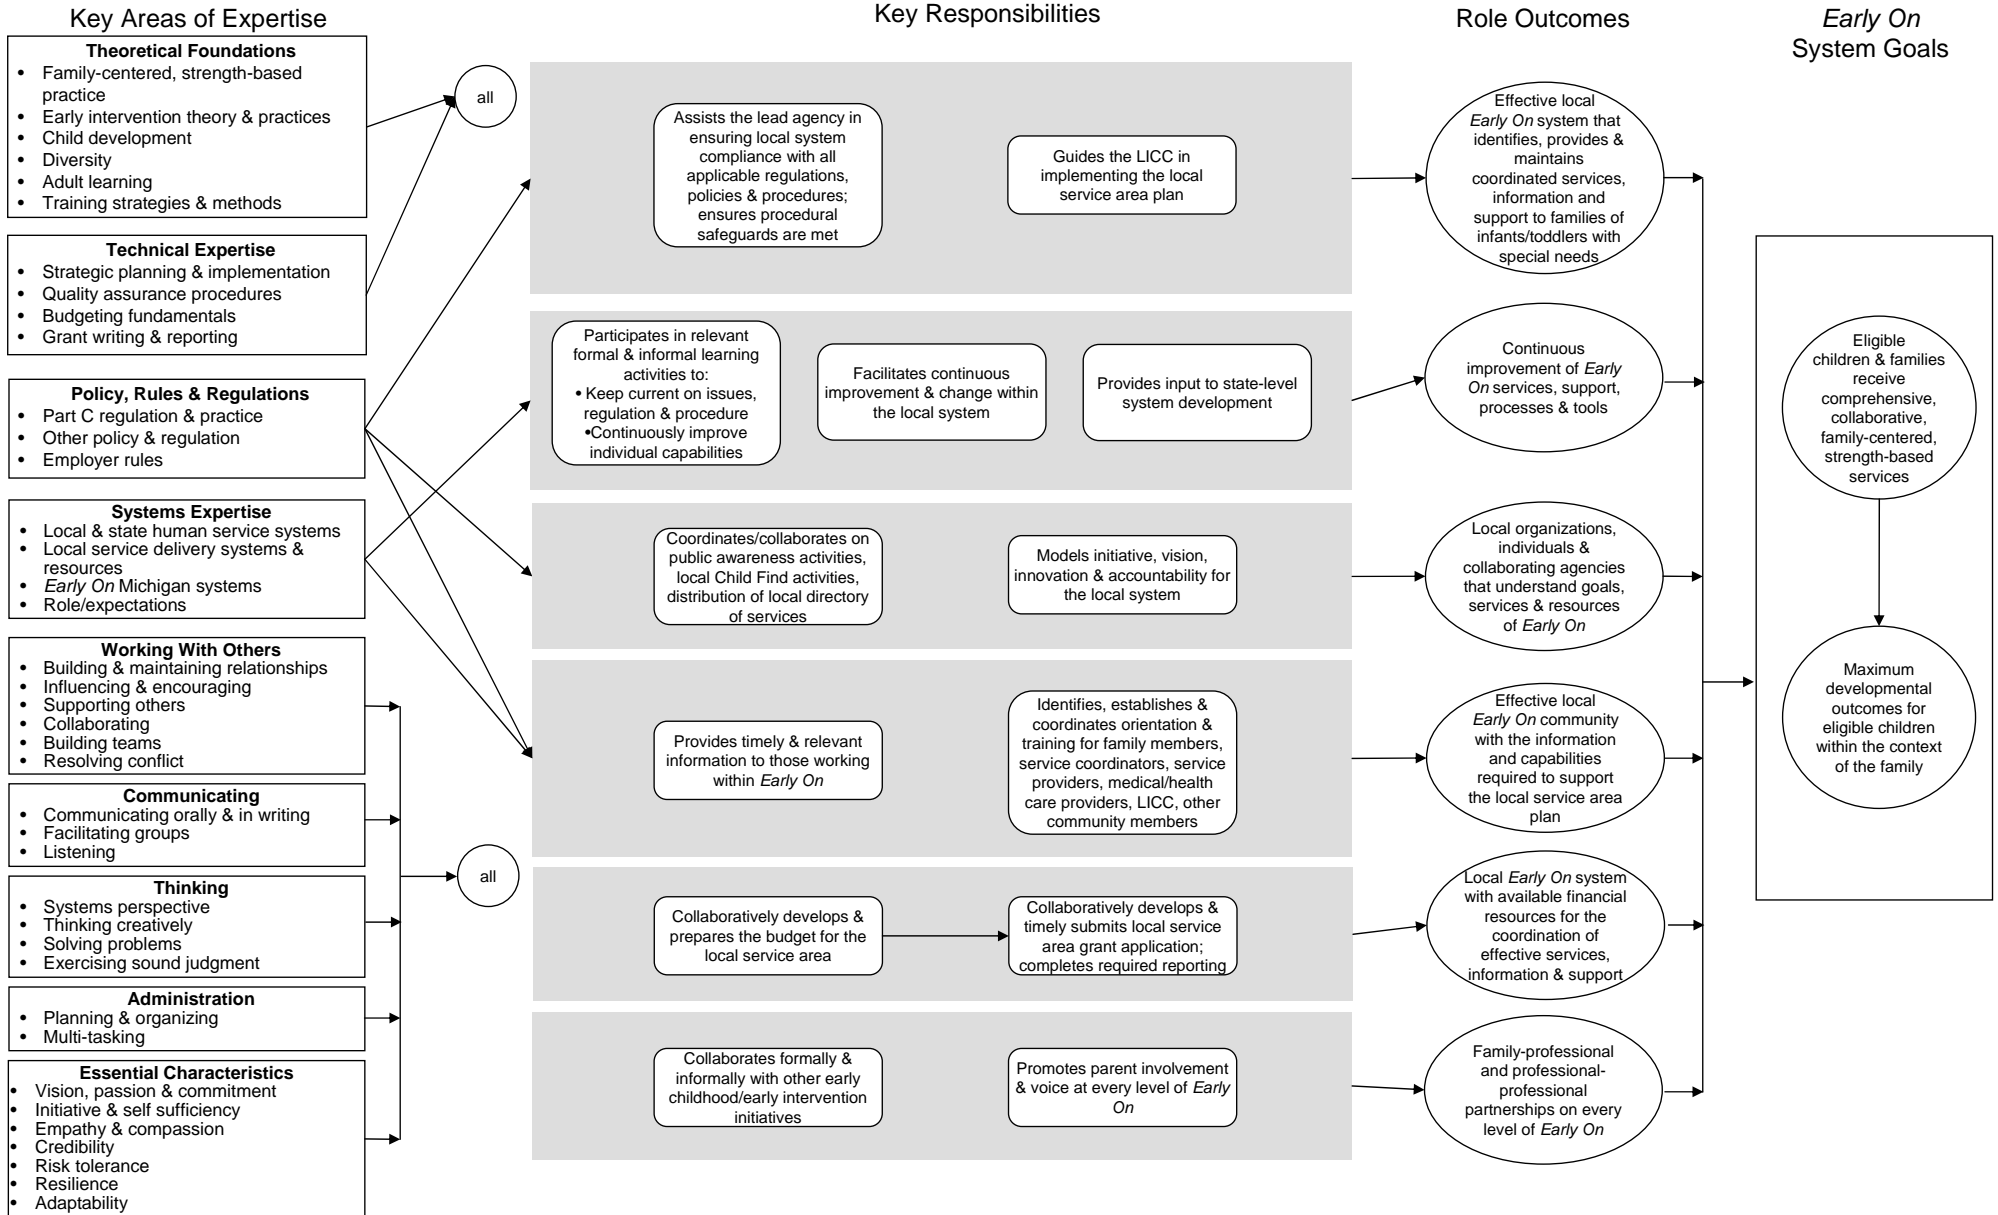 Key Areas of Expertise
Theoretical Foundations
• Family-centered, strength-based
practice
• Early intervention theory & practices
• Child development
• Diversity
• Adult learning
• Training strategies & methods
Technical Expertise
• Strategic planning & implementation
• Quality assurance procedures
• Budgeting fundamentals
• Grant writing & reporting
Policy, Rules & Regulations
• Part C regulation & practice
• Other policy & regulation
• Employer rules
Systems Expertise
• Local & state human service systems
• Local service delivery systems &
resources
• Early On Michigan systems
• Role/expectations
Working With Others
• Building & maintaining relationships
• Influencing & encouraging
• Supporting others
• Collaborating
• Building teams
• Resolving conflict
Communicating
• Communicating orally & in writing
• Facilitating groups
• Listening
Thinking
• Systems perspective
• Thinking creatively
• Solving problems
• Exercising sound judgment
Administration
• Planning & organizing
• Multi-tasking
Essential Characteristics
• Vision, passion & commitment
• Initiative & self sufficiency
• Empathy & compassion
• Credibility
• Risk tolerance
• Resilience
• Adaptability
all
all
Key Responsibilities
Assists the lead agency in
ensuring local system
compliance with all
applicable regulations,
policies & procedures;
ensures procedural
safeguards are met
Guides the LICC in
implementing the local
service area plan
Participates in relevant
formal & informal learning
activities to:
• Keep current on issues,
regulation & procedure
•Continuously improve
individual capabilities
Facilitates continuous
improvement & change within
the local system
Provides input to state-level
system development
Coordinates/collaborates on
public awareness activities,
local Child Find activities,
distribution of local directory
of services
Models initiative, vision,
innovation & accountability for
the local system
Provides timely & relevant
information to those working
within Early On
Identifies, establishes &
coordinates orientation &
training for family members,
service coordinators, service
providers, medical/health
care providers, LICC, other
community members
Collaboratively develops &
prepares the budget for the
local service area
Collaboratively develops &
timely submits local service
area grant application;
completes required reporting
Collaborates formally &
informally with other early
childhood/early intervention
initiatives
Promotes parent involvement
& voice at every level of Early
On
Role Outcomes
Effective local
Early On system that
identifies, provides &
maintains
coordinated services,
information and
support to families of
infants/toddlers with
special needs
Continuous
improvement of Early
On services, support,
processes & tools
Local organizations,
individuals &
collaborating agencies
that understand goals,
services & resources
of Early On
Effective local
Early On community
with the information
and capabilities
required to support
the local service area
plan
Local Early On system
with available financial
resources for the
coordination of
effective services,
information & support
Family-professional
and professional-
professional
partnerships on every
level of Early On
Early On
System Goals
Eligible
children & families
receive
comprehensive,
collaborative,
family-centered,
strength-based
services
Maximum
developmental
outcomes for
eligible children
within the context
of the family